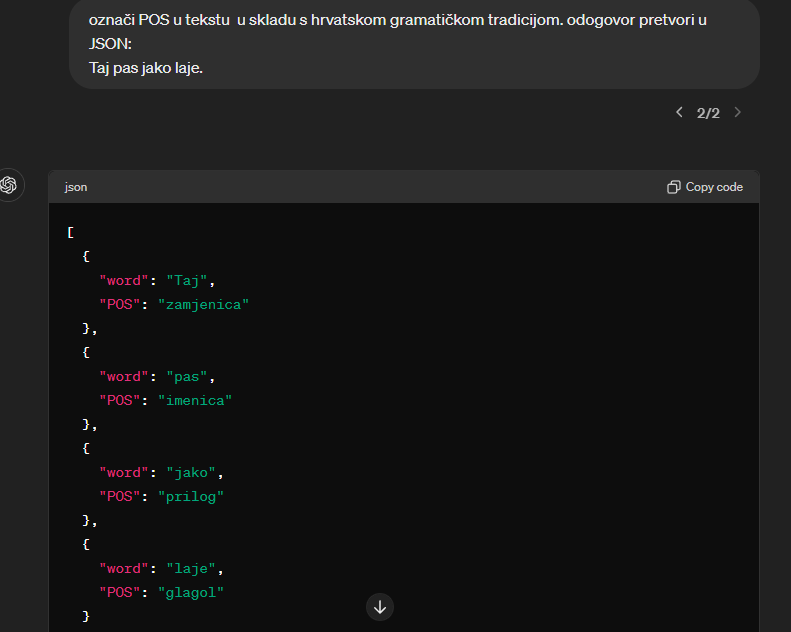 označi POS u tekstu  u skladu s hrvatskom gramatičkom tradicijom. odogovor pretvori u
JSON:
Taj pas jako laje.
2/2
json
Copy code
[
  {
    "word": "Taj",
    "POS": "zamjenica"
  },
  {
    "word": "pas",
    "POS": "imenica"
  },
  {
    "word": "jako",
    "POS": "prilog"
  },
  {
    "word": "laje",
    "POS": "glagol"
  }